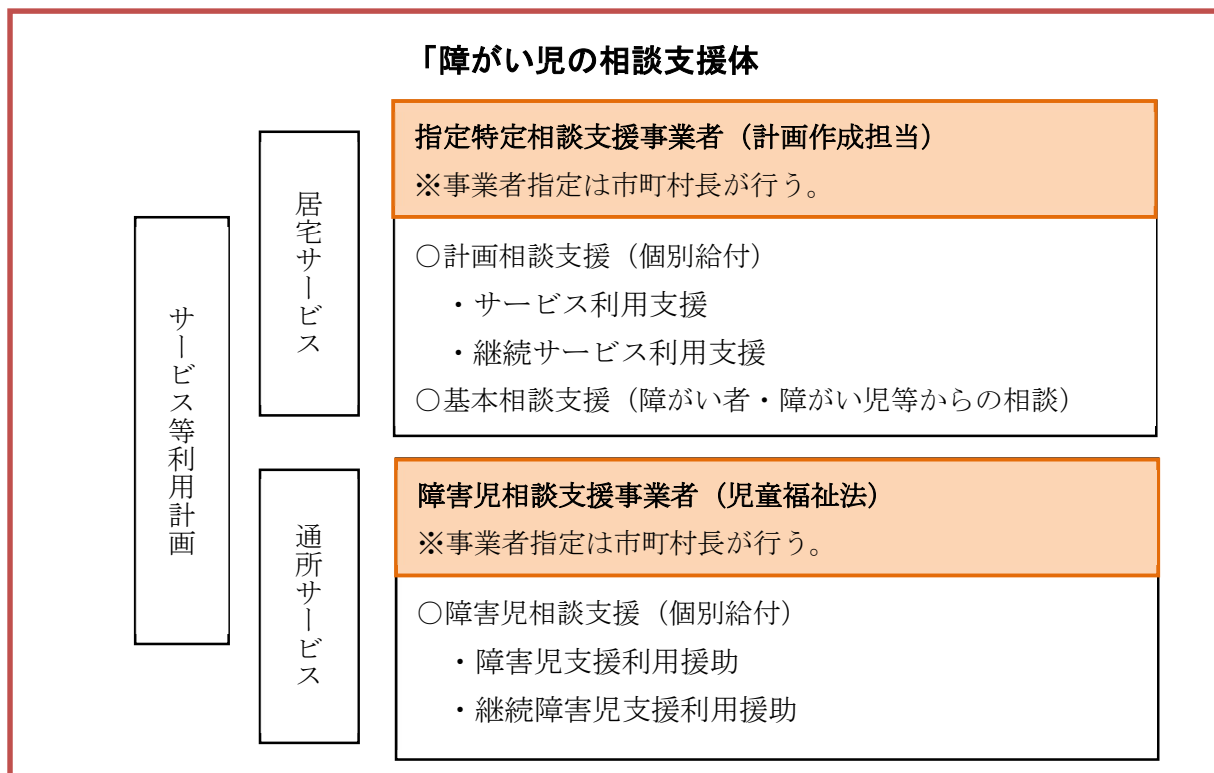 「障がい児の相談支援体
サービス等利用計画
居宅サービス
指定特定相談支援事業者（計画作成担当）
※事業者指定は市町村長が行う。
○計画相談支援（個別給付）
・サービス利用支援
・継続サービス利用支援
○基本相談支援（障がい者・障がい児等からの相談）
通所サービス
障害児相談支援事業者（児童福祉法）
※事業者指定は市町村長が行う。
○障害児相談支援（個別給付）
・障害児支援利用援助
・継続障害児支援利用援助